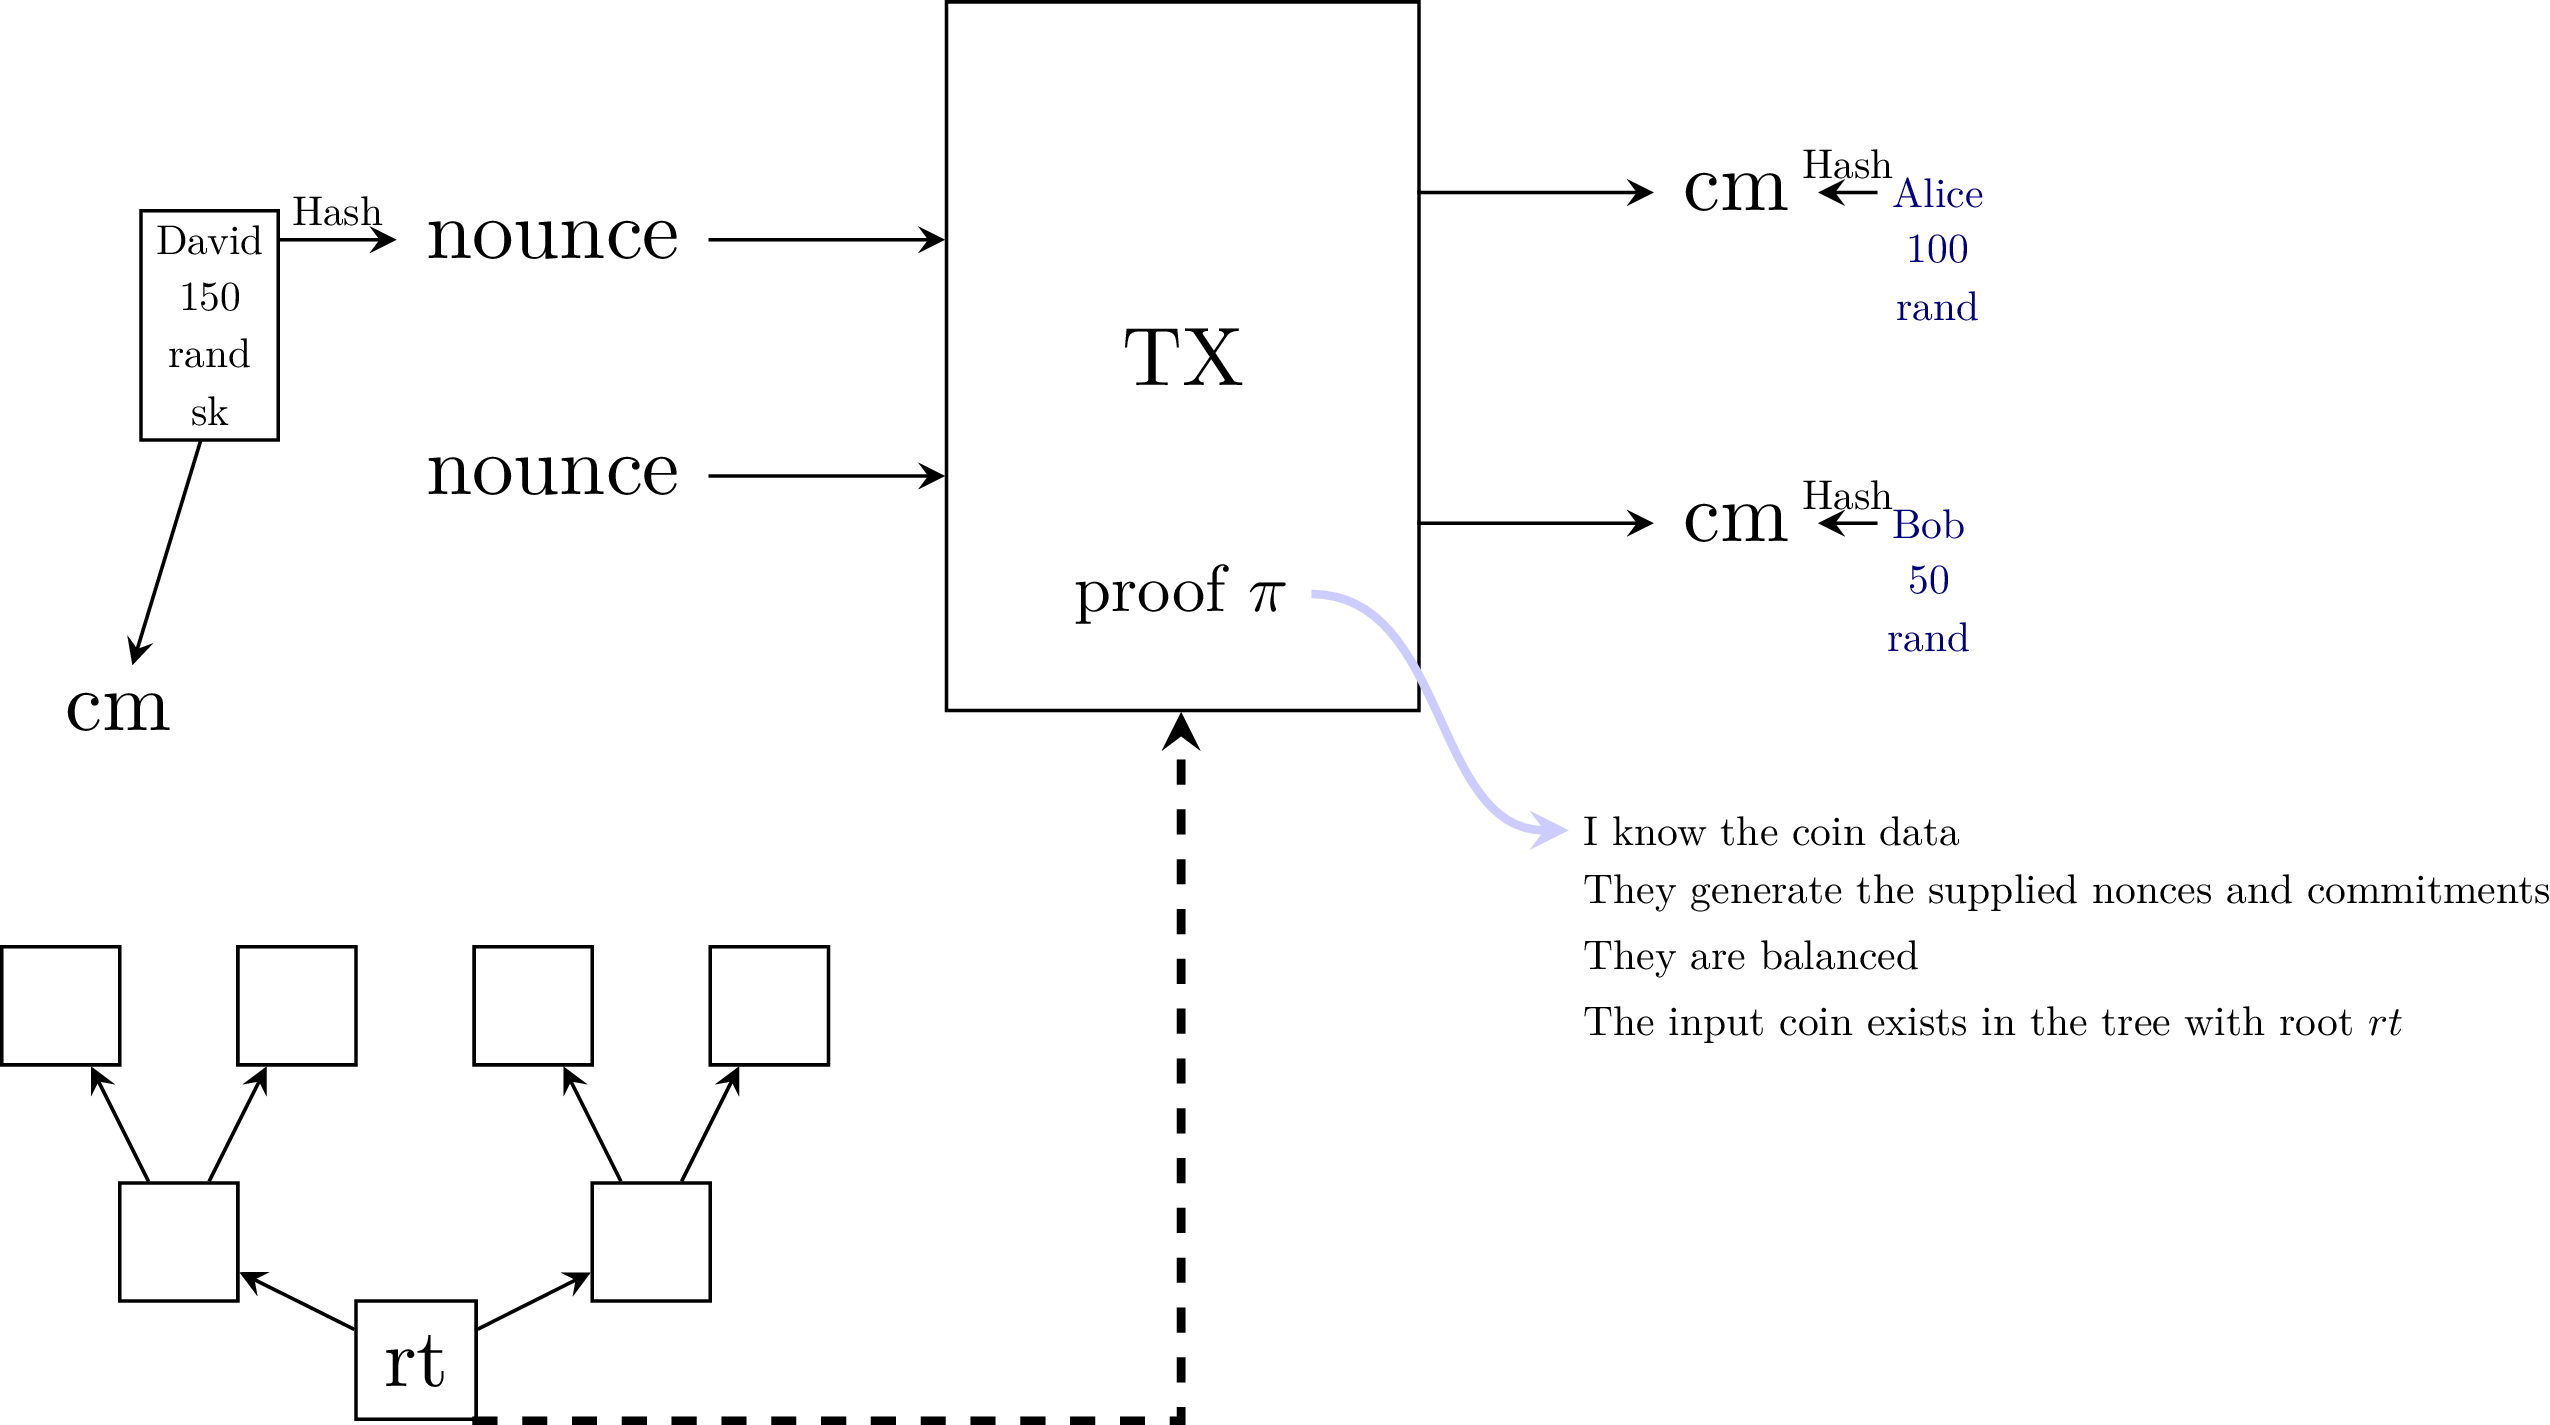 Hash
David
150
rand
sk
nounce
nounce
cm
TX
proof π
cm
Hash
Alice
100
rand
cm
Hash
Bob
50
rand
I know the coin data
They generate the supplied nonces and commitments
They are balanced
The input coin exists in the tree with root rt
rt